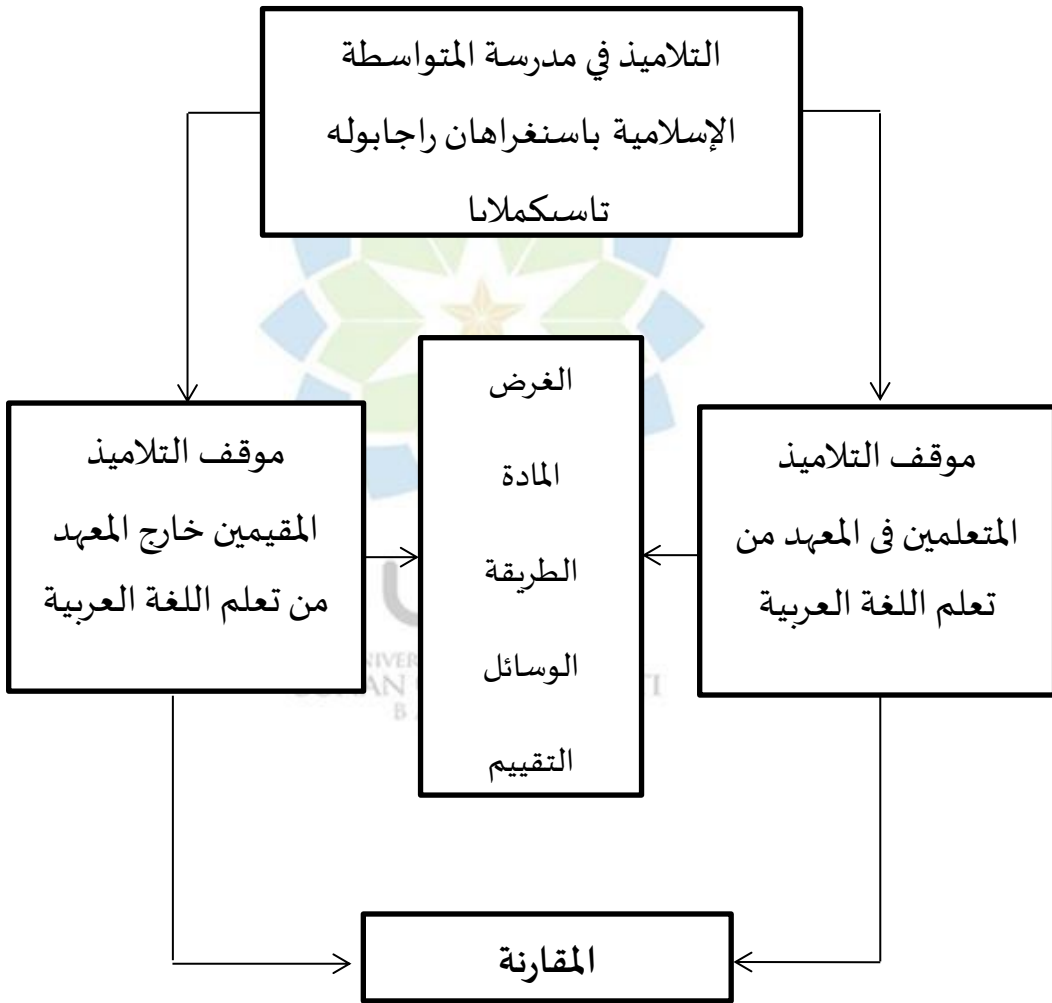 التلاميذ في مدرسة المتواسطة
الإسلامية باسنغراهان راجابوله
تاسيكملايا
موقف التلاميذ
المتعلمين فى المعهد من
تعلم اللغة العربية
الغرض
المادة
الطريقة
الوسائل
التقييم
موقف التلاميذ
المقيمين خارج المعهد
من تعلم اللغة العربية
المقارنة